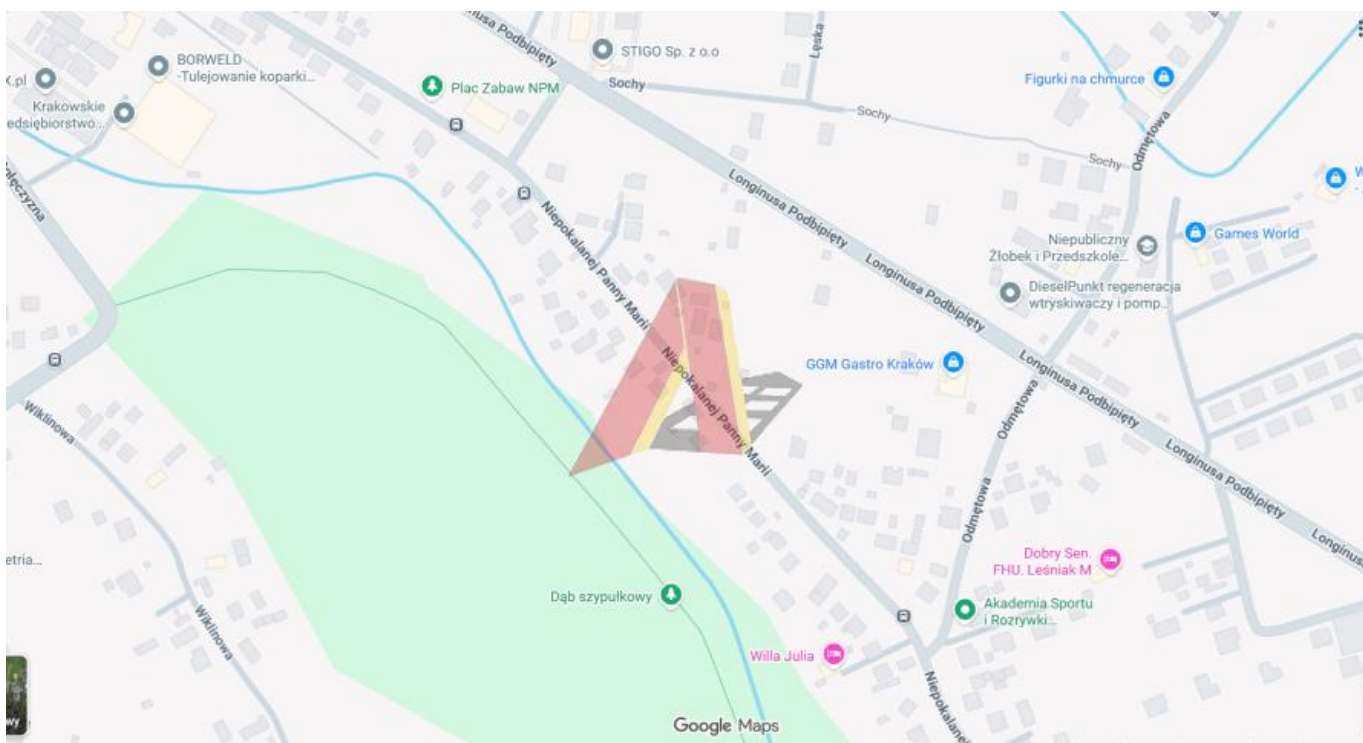 BORWELD
-Tulejowanie koparki...
STIGO Sp. z o.o
Łęska
Podbipięty
Plac Zabaw NPM
Sochy
Figurki na chmurce
Krakowskie
edsiębiorstwo...
Sochy
Odmętowa
Sochy
Longinusa Podbipięty
Niepokalanej Panny Marii
Games World
Niepubliczny
Żłobek i Przedszkole...
DieselPunkt regeneracja
wtryskiwaczy i pomp...
Longinusa Podbipięty
Niepokalanej Panny Marii
GGM Gastro Kraków
Longinusa Podbipięty
Wiklinowa
Odmętowa
Longinusa Podbipięty
Odmętowa
Longinusa
etria...
Dobry Sen.
FHU. Leśniak M
Dąb szypułkowy
Akademia Sportu
i Rozrywki...
Wiklinowa
Willa Julia
Niepokalanej
Google Maps